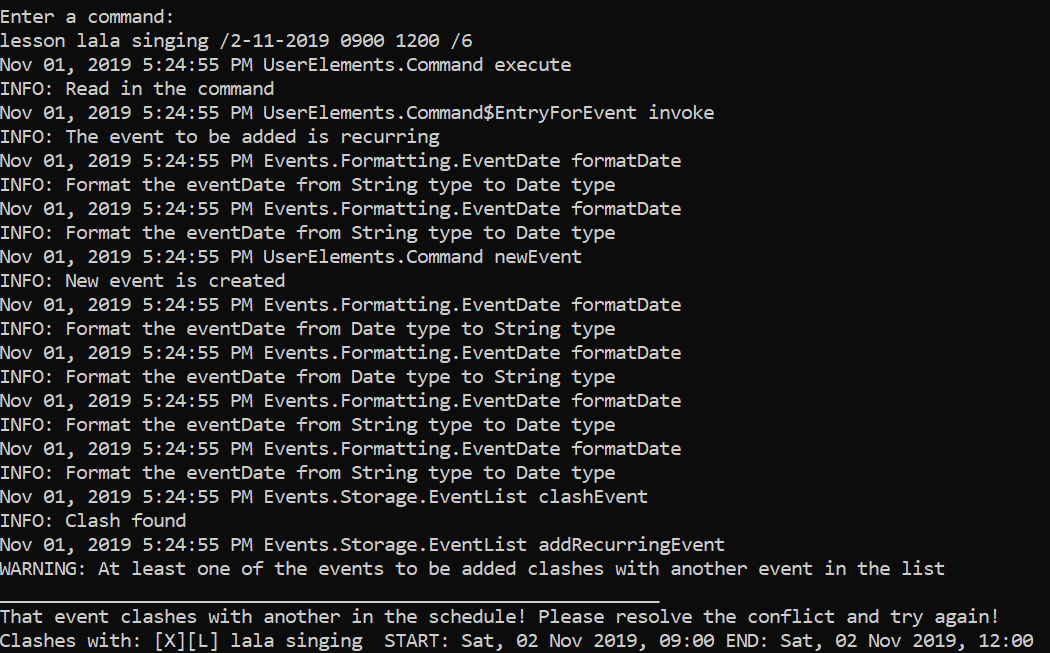 Enter a command:
lesson lala singing /2-11-2019 0900 1200 /6
Nov 01, 2019 5:24:55 PM UserElements.Command execute
INFO: Read in the command
Nov 01, 2019 5:24:55 PM UserElements.Command$EntryForEvent invoke
INFO: The event to be added is recurring
Nov 01, 2019 5:24:55 PM Events.Formatting.EventDate formatDate
INFO: Format the eventDate from String type to Date type
Nov 01, 2019 5:24:55 PM Events.Formatting.EventDate formatDate
INFO: Format the eventDate from String type to Date type
Nov 01, 2019 5:24:55 PM UserElements.Command newEvent
INFO: New event is created
Nov 01, 2019 5:24:55 PM Events.Formatting.EventDate formatDate
INFO: Format the eventDate from Date type to String type
Nov 01, 2019 5:24:55 PM Events.Formatting.EventDate formatDate
INFO: Format the eventDate from Date type to String type
Nov 01, 2019 5:24:55 PM Events.Formatting.EventDate formatDate
INFO: Format the eventDate from String type to Date type
Nov 01, 2019 5:24:55 PM Events.Formatting.EventDate formatDate
INFO: Format the eventDate from String type to Date type
Nov 01, 2019 5:24:55 PM Events.Storage.EventList clashEvent
INFO: Clash found
Nov 01, 2019 5:24:55 PM Events.Storage.EventList addRecurringEvent
WARNING: At least one of the events to be added clashes with another event in the list
____________________________________________________________
That event clashes with another in the schedule! Please resolve the conflict and try again!
Clashes with: [X][L] lala singing  START: Sat, 02 Nov 2019, 09:00 END: Sat, 02 Nov 2019, 12:00